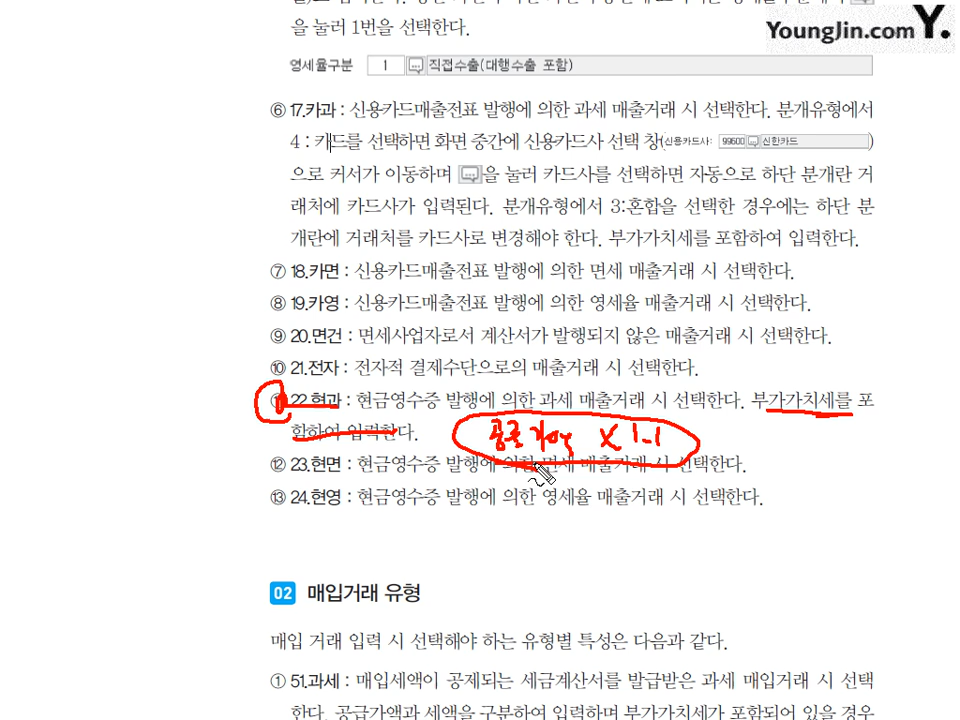 을 눌러 1번을 선택한다.
YoungJin.com Y.
영세율구분 1 직접수출(대행수출 포함)
⑥ 17.카과 : 신용카드매출전표 발행에 의한 과세 매출거래 시 선택한다. 분개유형에서
4 : 카드를 선택하면 화면 중간에 신용카드사 선택 창(신용카드사: 99600 신한카드)
으로 커서가 이동하며 을 눌러 카드사를 선택하면 자동으로 하단 분개란 거
래처에 카드사가 입력된다. 분개유형에서 3:혼합을 선택한 경우에는 하단 분
개란에 거래처를 카드사로 변경해야 한다. 부가가치세를 포함하여 입력한다.
⑦ 18.카면 : 신용카드매출전표 발행에 의한 면세 매출거래 시 선택한다.
⑧ 19.카영 : 신용카드매출전표 발행에 의한 영세율 매출거래 시 선택한다.
⑨ 20.면건 : 면세사업자로서 계산서가 발행되지 않은 매출거래 시 선택한다.
⑩ 21.전자 : 전자적 결제수단으로의 매출거래 시 선택한다.
⑪ 22.현과 : 현금영수증 발행에 의한 과세 매출거래 시 선택한다. 부가가치세를 포
함하여 입력한다.
공급가액 X 1.1
⑫ 23.현면 : 현금영수증 발행에 의한 면세 매출거래 시 선택한다.
⑬ 24.현영 : 현금영수증 발행에 의한 영세율 매출거래 시 선택한다.
02 매입거래 유형
매입 거래 입력 시 선택해야 하는 유형별 특성은 다음과 같다.
① 51.과세 : 매입세액이 공제되는 세금계산서를 발급받은 과세 매입거래 시 선택
한다. 공급가액과 세액을 구분하여 입력하며 부가가치세가 포함되어 있을 경우